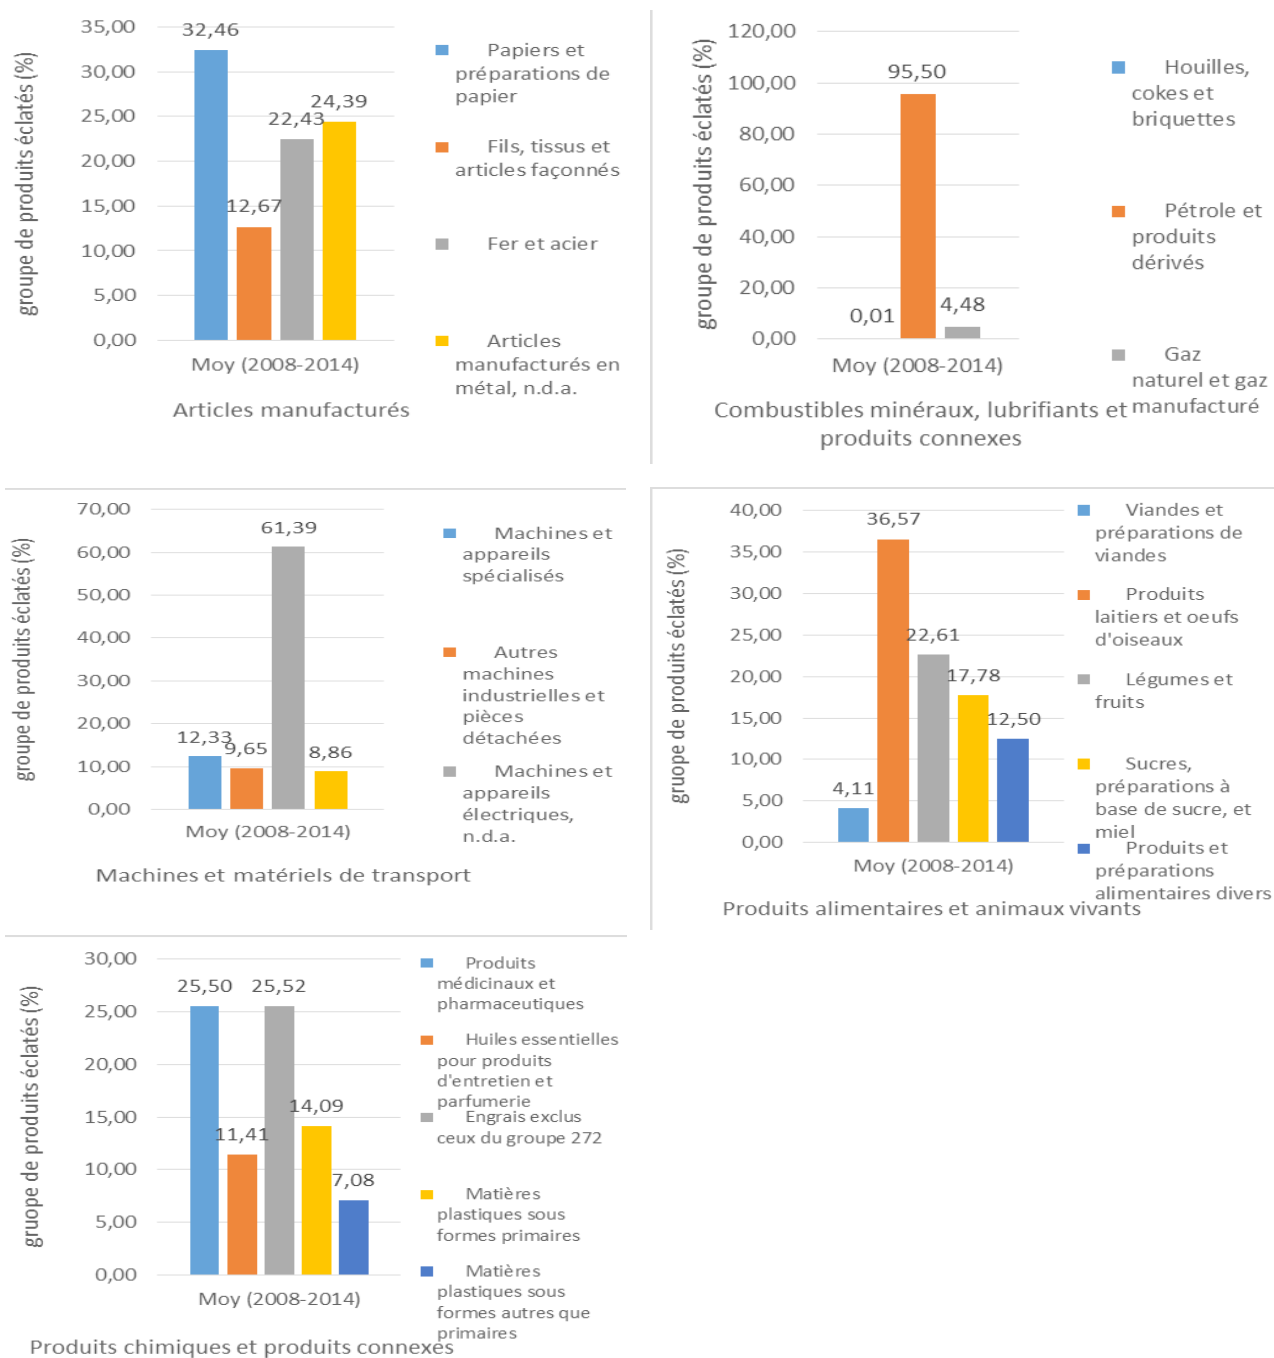 groupe de produits éclatés (%)
35,00
30,00
25,00
20,00
15,00
10,00
5,00
0,00
32,46
12,67
22,43
24,39
Moy (2008-2014)
Articles manufacturés
Papiers et
préparations de
papier
Fils, tissus et
articles façonnés
Fer et acier
Articles
manufacturés en
métal, n.d.a.
groupe de produits éclatés (%)
120,00
100,00
80,00
60,00
40,00
20,00
0,00
0,01
95,50
4,48
Moy (2008-2014)
Combustibles minéraux, lubrifiants et
produits connexes
Houilles,
cokes et
briquettes
Pétrole et
produits
dérivés
Gaz
naturel et gaz
manufacturé
groupe de produits éclatés (%)
70,00
60,00
50,00
40,00
30,00
20,00
10,00
0,00
12,33
9,65
61,39
8,86
Moy (2008-2014)
Machines et matériels de transport
Machines et
appareils
spécialisés
Autres
machines
industrielles et
pièces
détachées
Machines et
appareils
électriques,
n.d.a.
gruope de produits éclatés (%)
40,00
35,00
30,00
25,00
20,00
15,00
10,00
5,00
0,00
4,11
36,57
22,61
17,78
12,50
Moy (2008-2014)
Produits alimentaires et animaux vivants
Viandes et
préparations de
viandes
Produits
laitiers et oeufs
d'oiseaux
Légumes et
fruits
Sucres,
préparations à
base de sucre, et
miel
Produits et
préparations
alimentaires divers
gruope de produits éclatés (%)
30,00
25,00
20,00
15,00
10,00
5,00
0,00
25,50
11,41
25,52
14,09
7,08
Moy (2008-2014)
Produits chimiques et produits connexes
Produits
médicinaux et
pharmaceutiques
Huiles essentielles
pour produits
d'entretien et
parfumerie
Engrais exclus
ceux du groupe 272
Matières
plastiques sous
formes primaires
Matières
plastiques sous
formes autres que
primaires